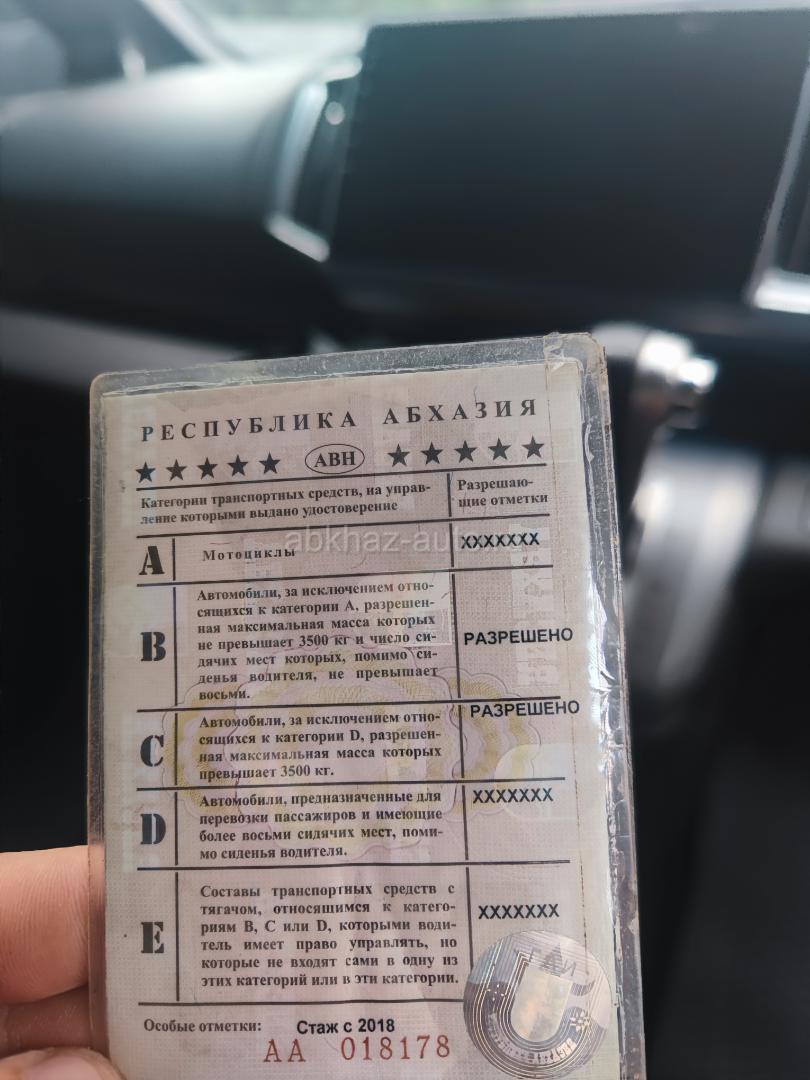 РЕСПУБЛИКА АБХАЗИЯ
★★★★★ АВН ★★★★★
Категории транспортных средств, на управ-
ление которыми выдано удостоверение
Разрешаю-
щие отметки
abkhaz-auto
A
Мотоциклы
XXXXXXX
B
Автомобили, за исключением отно-
сящихся к категории А, разрешен-
ная максимальная масса которых
не превышает 3500 кг и число си-
дячих мест которых, помимо си-
денья водителя, не превышает
восьми.
РАЗРЕШЕНО
C
Автомобили, за исключением отно-
сящихся к категории D, разрешен-
ная максимальная масса которых
превышает 3500 кг.
РАЗРЕШЕНО
D
Автомобили, предназначенные для
перевозки пассажиров и имеющие
более восьми сидячих мест, поми-
мо сиденья водителя.
XXXXXXX
E
Составы транспортных средств с
тягачом, относящимся к катего-
риям В, С или D, которыми води-
тель имеет право управлять, но
которые не входят сами в одну из
этих категорий или в эти категории.
XXXXXXX
Особые отметки: Стаж с 2018
АА 018178
ГАИ